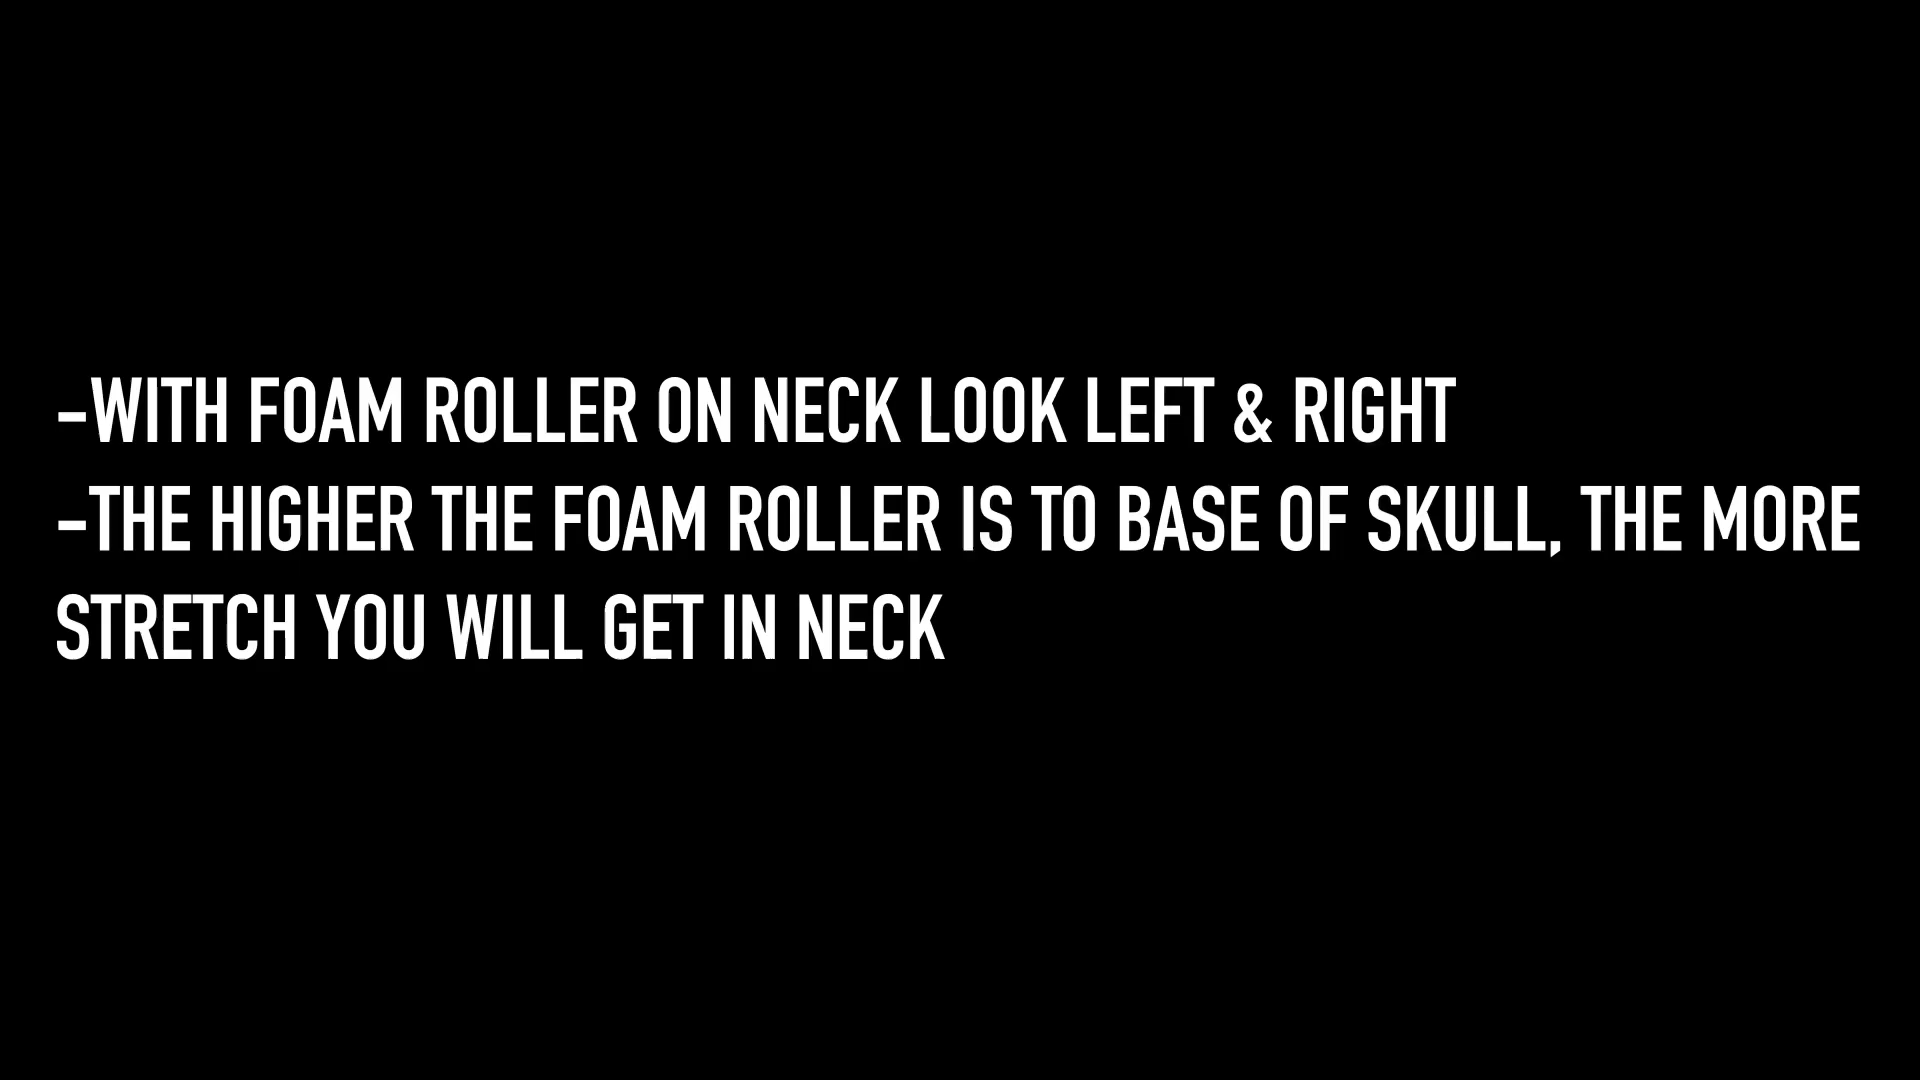 -WITH FOAM ROLLER ON NECK LOOK LEFT & RIGHT
-THE HIGHER THE FOAM ROLLER IS TO BASE OF SKULL, THE MORE
STRETCH YOU WILL GET IN NECK